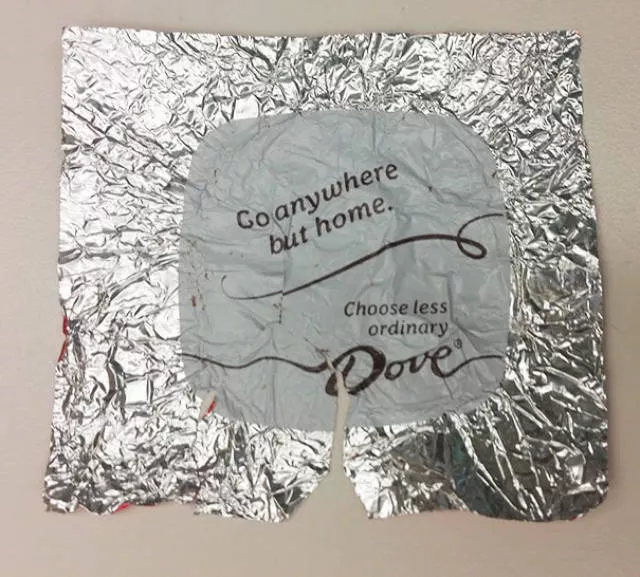 Go anywhere
but home.
Choose less
ordinary
Dove®